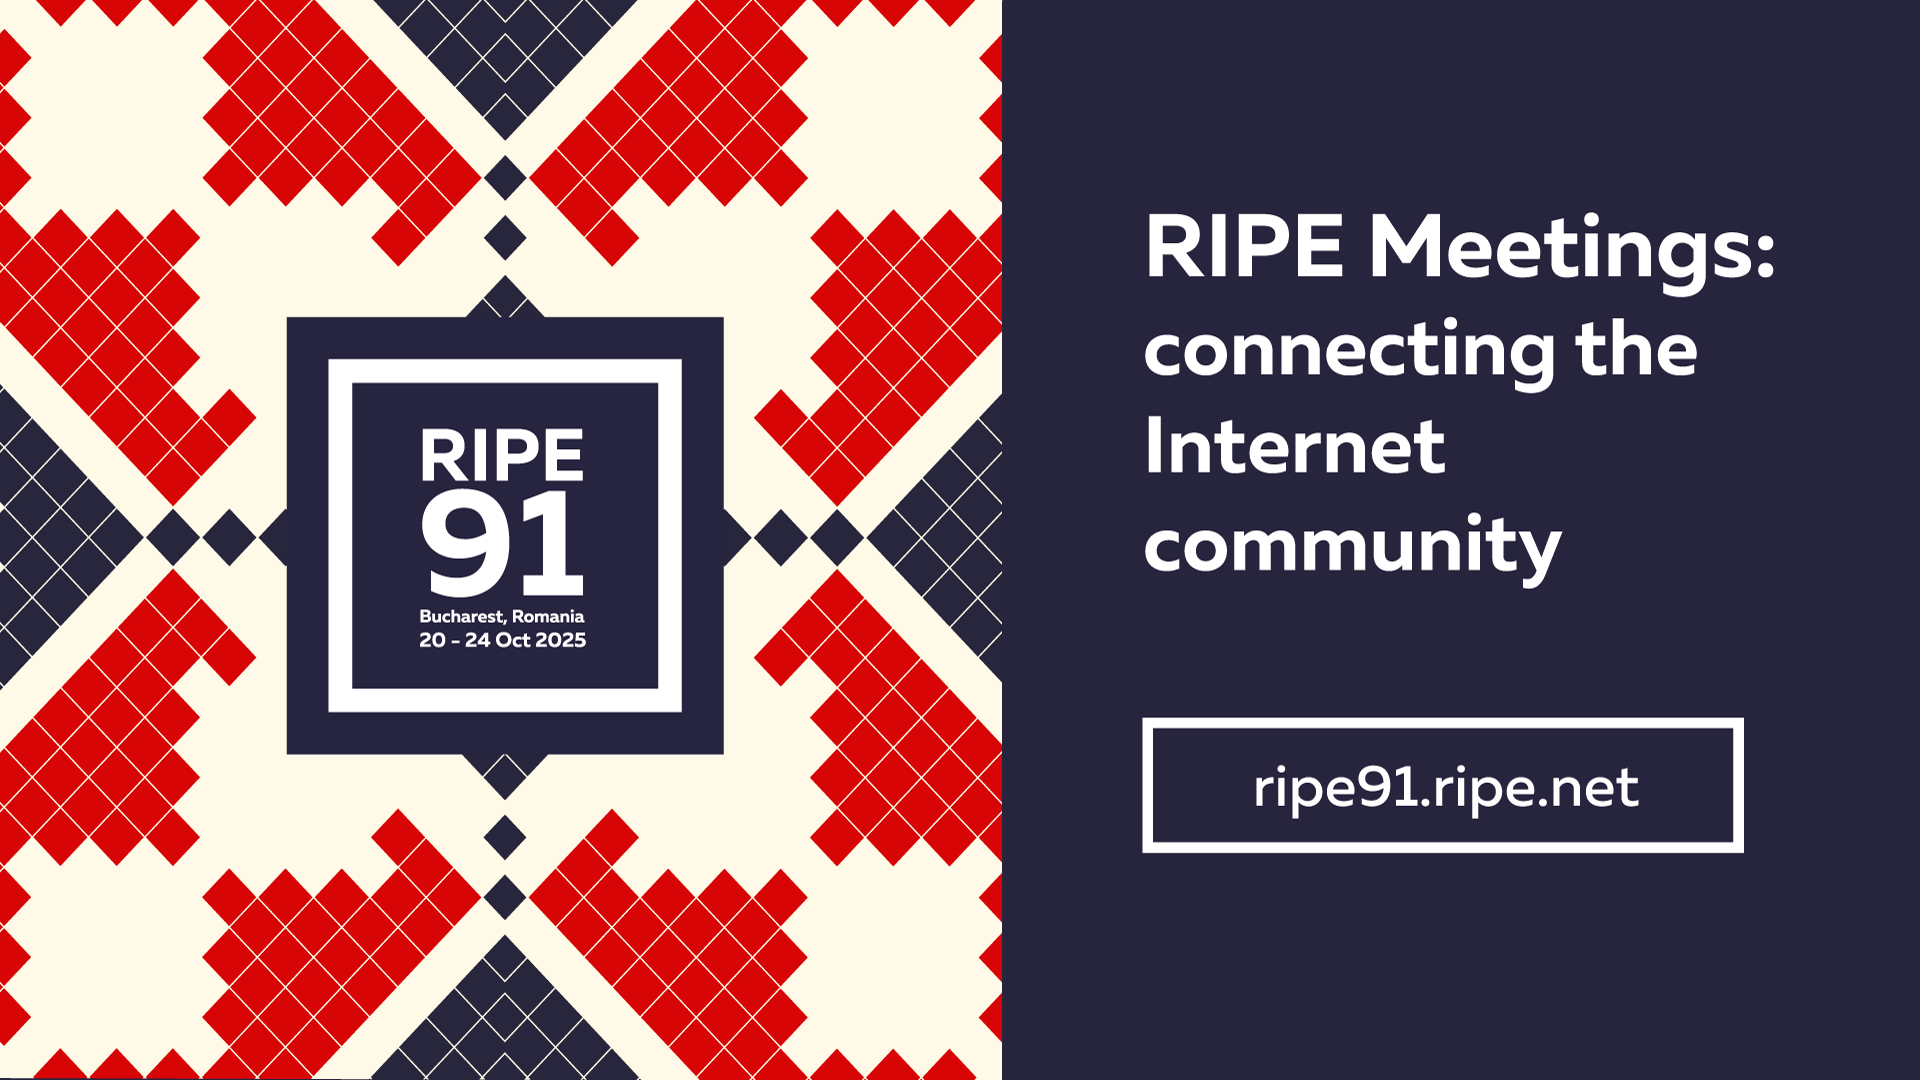 RIPE
91
Bucharest, Romania
20 - 24 Oct 2025
RIPE Meetings:
connecting the
Internet
community
ripe91.ripe.net